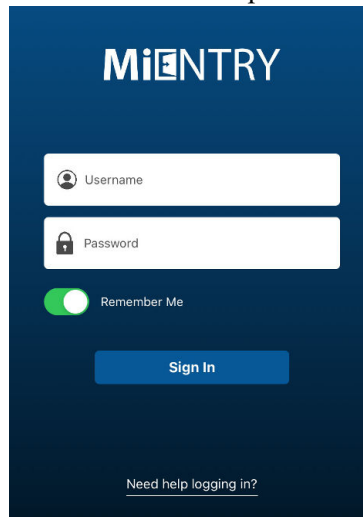 MiENTRY
Username
Password
Remember Me
Sign In
Need help logging in?